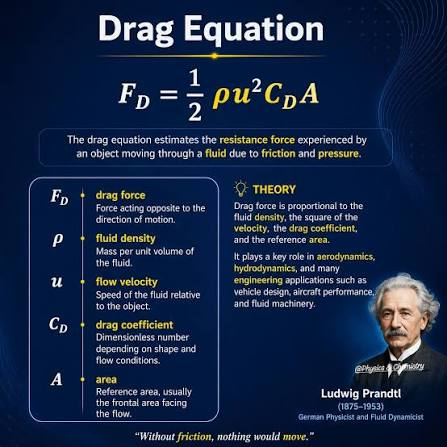 Drag Equation
F_D = 1/2 ρu²C_D A
The drag equation estimates the resistance force experienced by
an object moving through a fluid due to friction and pressure.
F_D
drag force
Force acting opposite to the
direction of motion.
ρ
fluid density
Mass per unit volume of
the fluid.
u
flow velocity
Speed of the fluid relative
to the object.
C_D
drag coefficient
Dimensionless number
depending on shape and
flow conditions.
A
area
Reference area, usually
the frontal area facing
the flow.
THEORY
Drag force is proportional to the
fluid density, the square of the
velocity, the drag coefficient,
and the reference area.
It plays a key role in aerodynamics,
hydrodynamics, and many
engineering applications such as
vehicle design, aircraft performance,
and fluid machinery.
@Physics & Chymistry
Ludwig Prandtl
(1875–1953)
German Physicist and Fluid Dynamicist
"Without friction, nothing would move."